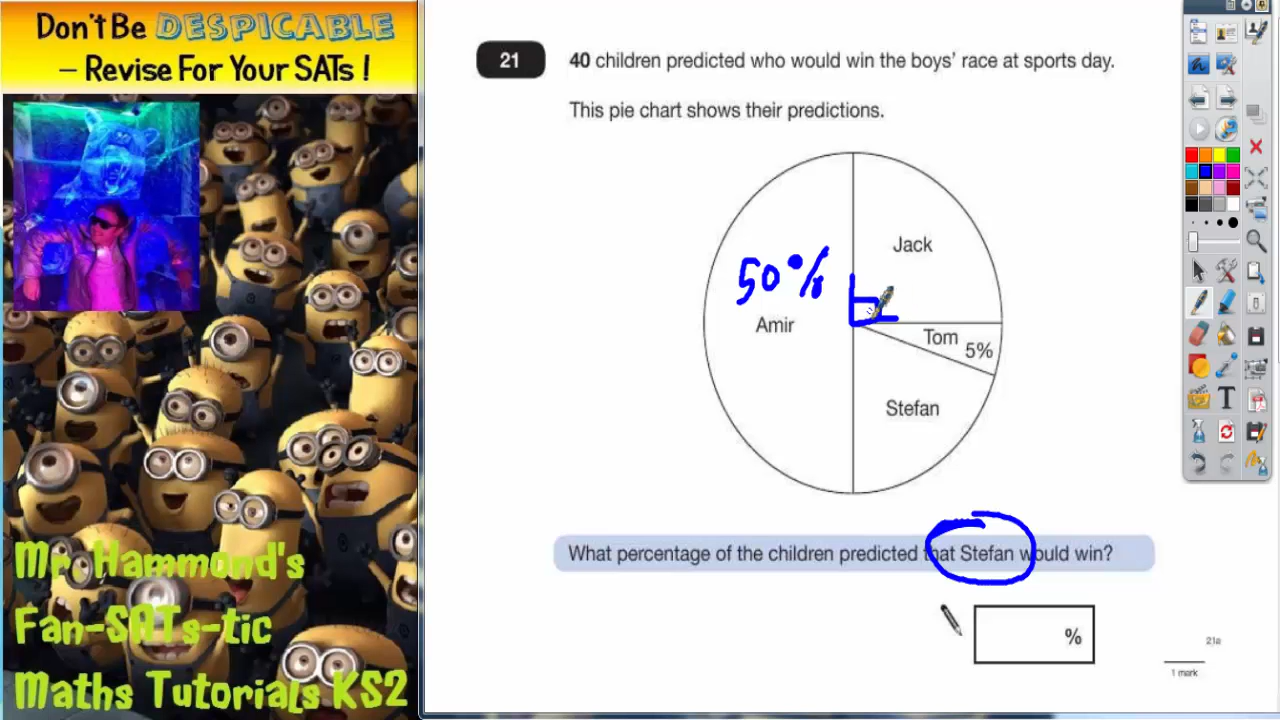 Don't Be DESPICABLE
– Revise For Your SATs !
Mr. Hammond's
Fan-SATs-tic
Maths Tutorials KS2
21
40 children predicted who would win the boys' race at sports day.
This pie chart shows their predictions.
Jack
50%
Amir
Tom
5%
Stefan
What percentage of the children predicted that Stefan would win?
%
21a
1 mark
T